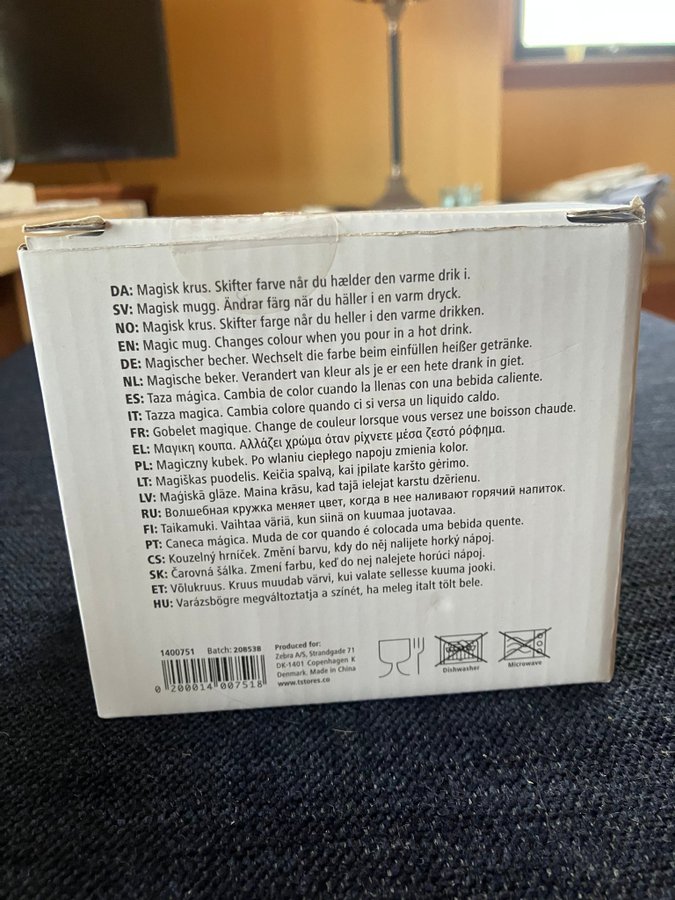 DA: Magisk krus. Skifter farve når du hælder den varme drik i.
SV: Magisk mugg. Ändrar färg när du häller i en varm dryck.
NO: Magisk krus. Skifter farge når du heller i den varme drikken.
EN: Magic mug. Changes colour when you pour in a hot drink.
DE: Magischer becher. Wechselt die farbe beim einfüllen heißer getränke.
NL: Magische beker. Verandert van kleur als je er een hete drank in giet.
ES: Taza mágica. Cambia de color cuando la llenas con una bebida caliente.
IT: Tazza magica. Cambia colore quando ci si versa un liquido caldo.
FR: Gobelet magique. Change de couleur lorsque vous versez une boisson chaude.
EL: Μαγικη κουπα. Αλλάζει χρώμα όταν ρίχνετε μέσα ζεστό ρόφημα.
PL: Magiczny kubek. Po wlaniu ciepłego napoju zmienia kolor.
LT: Magiškas puodelis. Keičia spalvą, kai įpilate karšto gėrimo.
LV: Maģiskā glāze. Maina krāsu, kad tajā ielejat karstu dzērienu.
RU: Волшебная кружка меняет цвет, когда в нее наливают горячий напиток.
FI: Taikamuki. Vaihtaa väriä, kun siinä on kuumaa juotavaa.
PT: Caneca mágica. Muda de cor quando é colocada uma bebida quente.
CS: Kouzelný hrníček. Změní barvu, kdy do něj nalijete horký nápoj.
SK: Čarovná šálka. Zmení farbu, keď do nej nalejete horúci nápoj.
ET: Võlukruus. Kruus muudab värvi, kui valate sellesse kuuma jooki.
HU: Varázsbögre megváltoztatja a színét, ha meleg italt tölt bele.
1400751 Batch: 208538
0 200014 007518
Produced for:
Zebra A/S, Strandgade 71
DK-1401 Copenhagen K
Denmark. Made in China
www.tstores.co
Dishwasher
Microwave